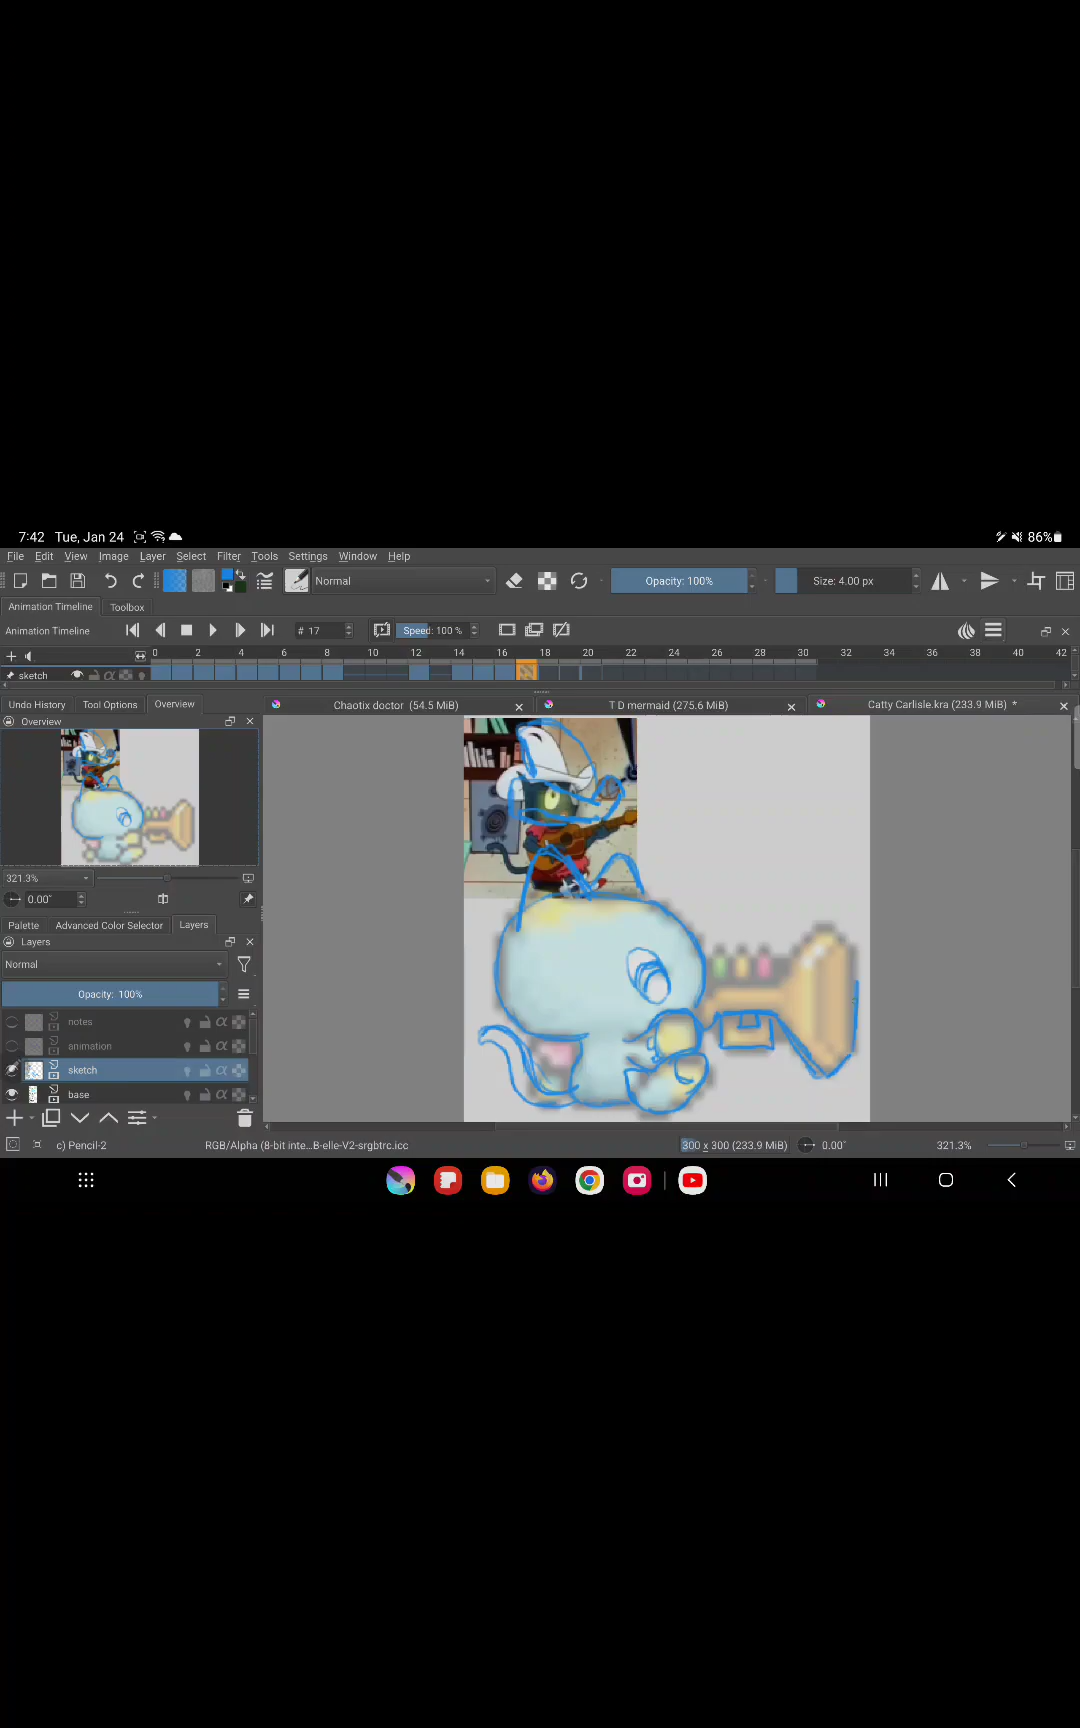 7:42 Tue, Jan 24 86%
File Edit View Image Layer Select Filter Tools Settings Window Help
Normal Opacity: 100% Size: 4.00 px
Animation Timeline Toolbox
Animation Timeline # 17 Speed: 100 %
0 2 4 6 8 10 12 14 16 18 20 22 24 26 28 30 32 34 36 38 40 42
sketch
Undo History Tool Options Overview Chaotix doctor (54.5 MiB) T D mermaid (275.6 MiB) Catty Carlisle.kra (233.9 MiB) *
Overview
321.3%
0.00°
Palette Advanced Color Selector Layers
Layers
Normal
Opacity: 100%
notes
animation
sketch
base
c) Pencil-2 RGB/Alpha (8-bit inte...B-elle-V2-srgbtrc.icc 300 x 300 (233.9 MiB) 0.00° 321.3%